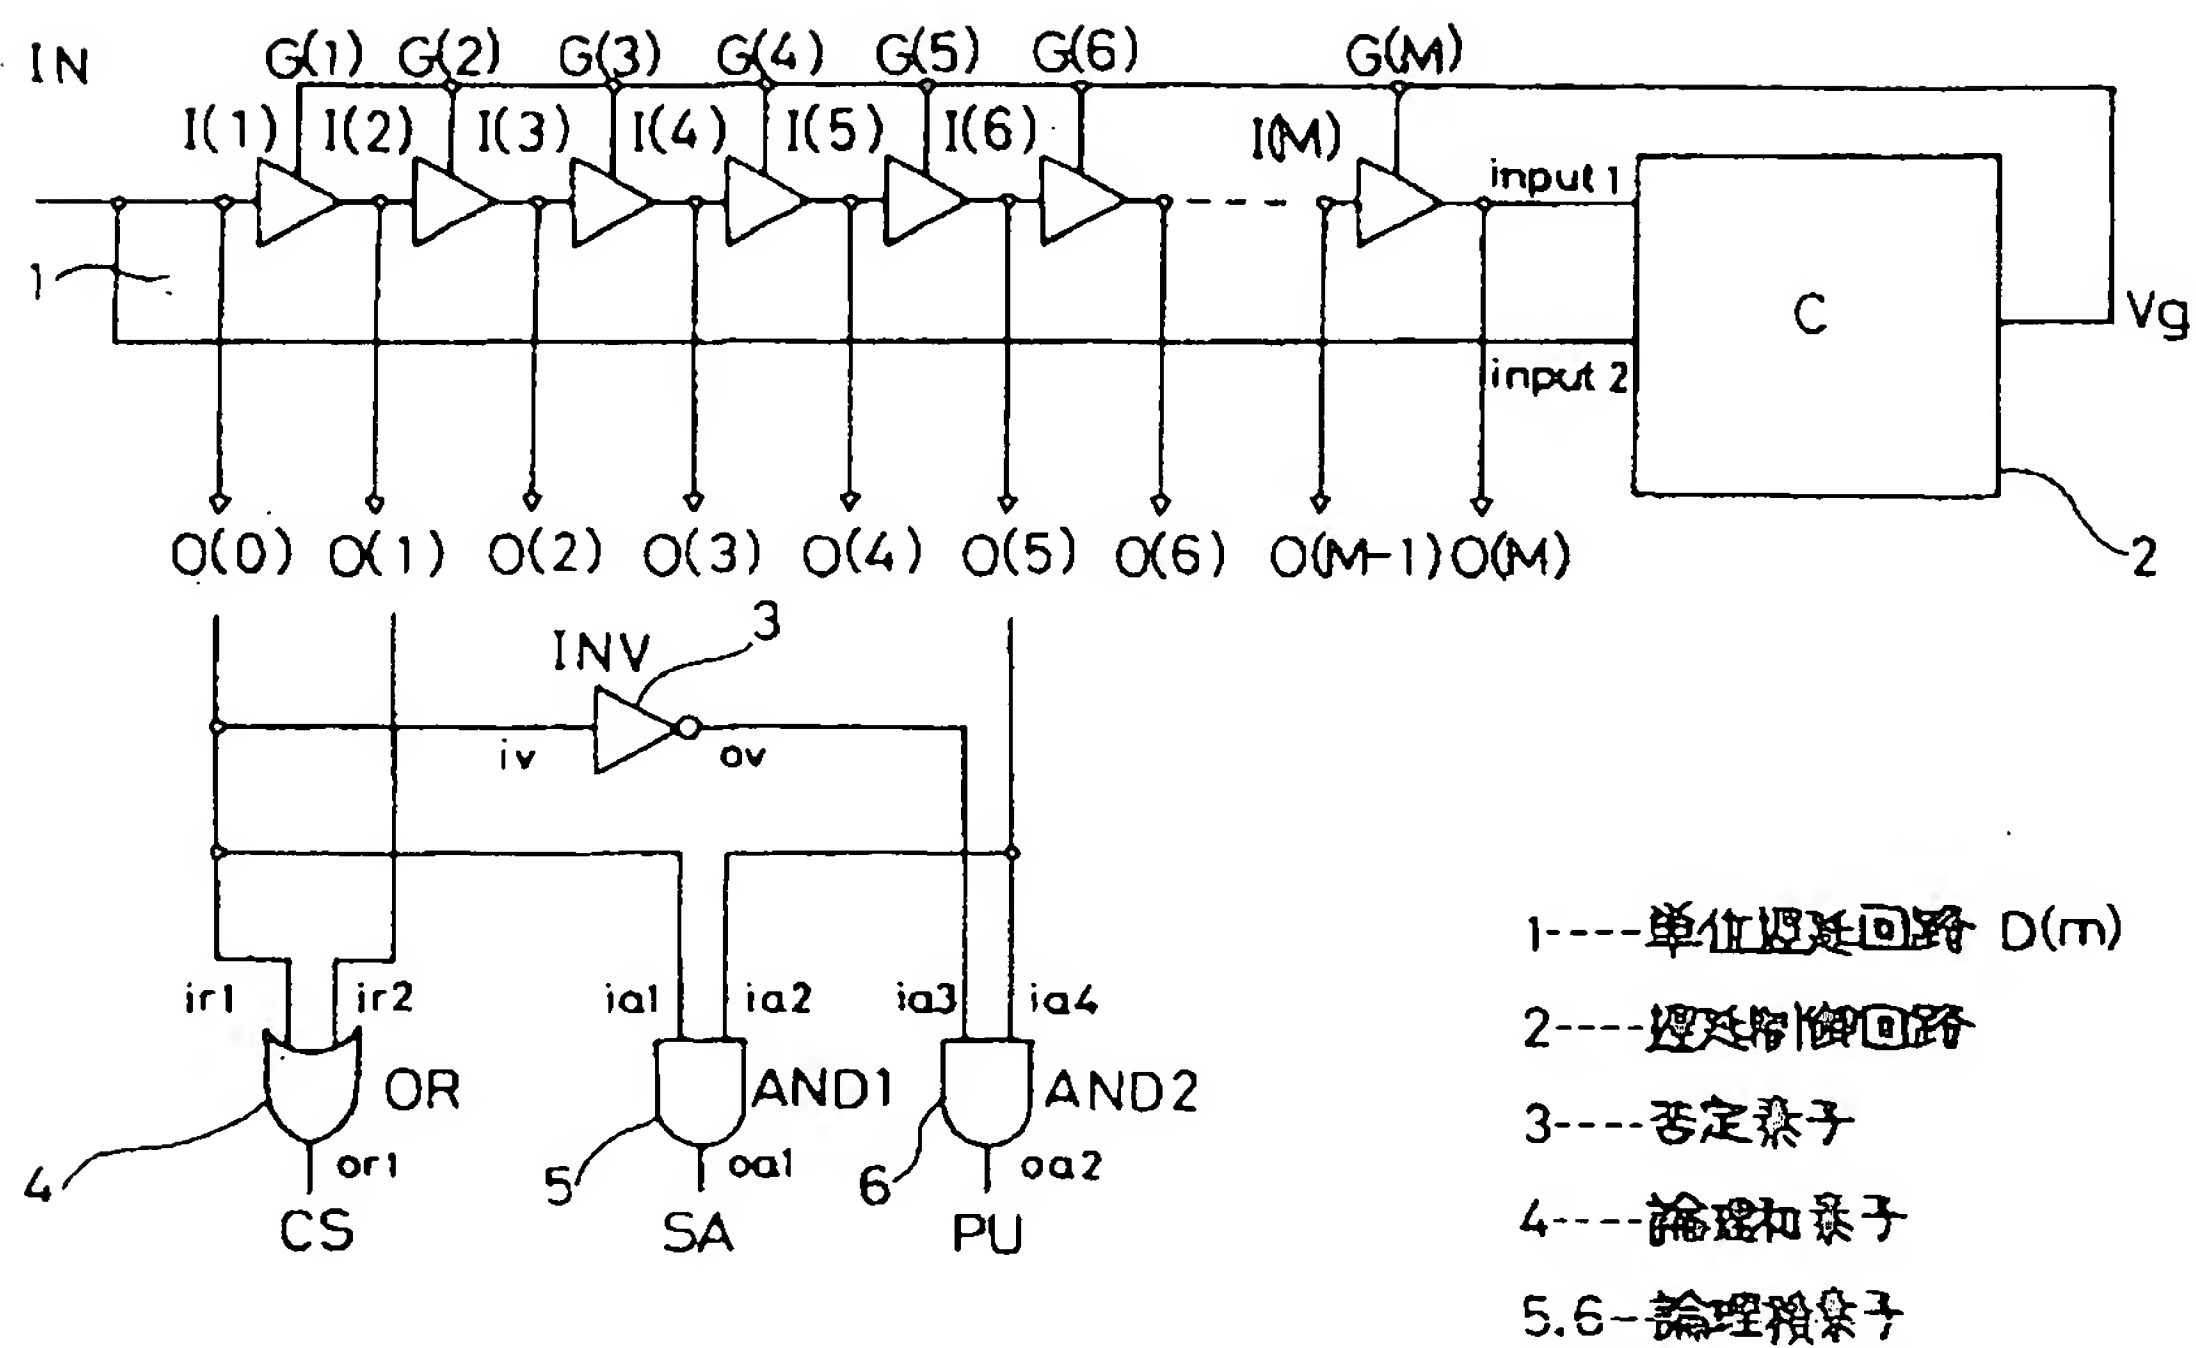 IN
G(1) G(2) G(3) G(4) G(5) G(6) G(M)
I(1) I(2) I(3) I(4) I(5) I(6) I(M)
input 1
1
C
Vg
input 2
O(0) O(1) O(2) O(3) O(4) O(5) O(6) O(M-1) O(M)
2
3
INV
iv
ov
ir1 ir2 ia1 ia2 ia3 ia4
OR AND1 AND2
4 or1 5 oa1 6 oa2
CS SA PU
1----単位遅延回路 D(m)
2----遅延制御回路
3----否定素子
4----論理和素子
5.6-論理積素子